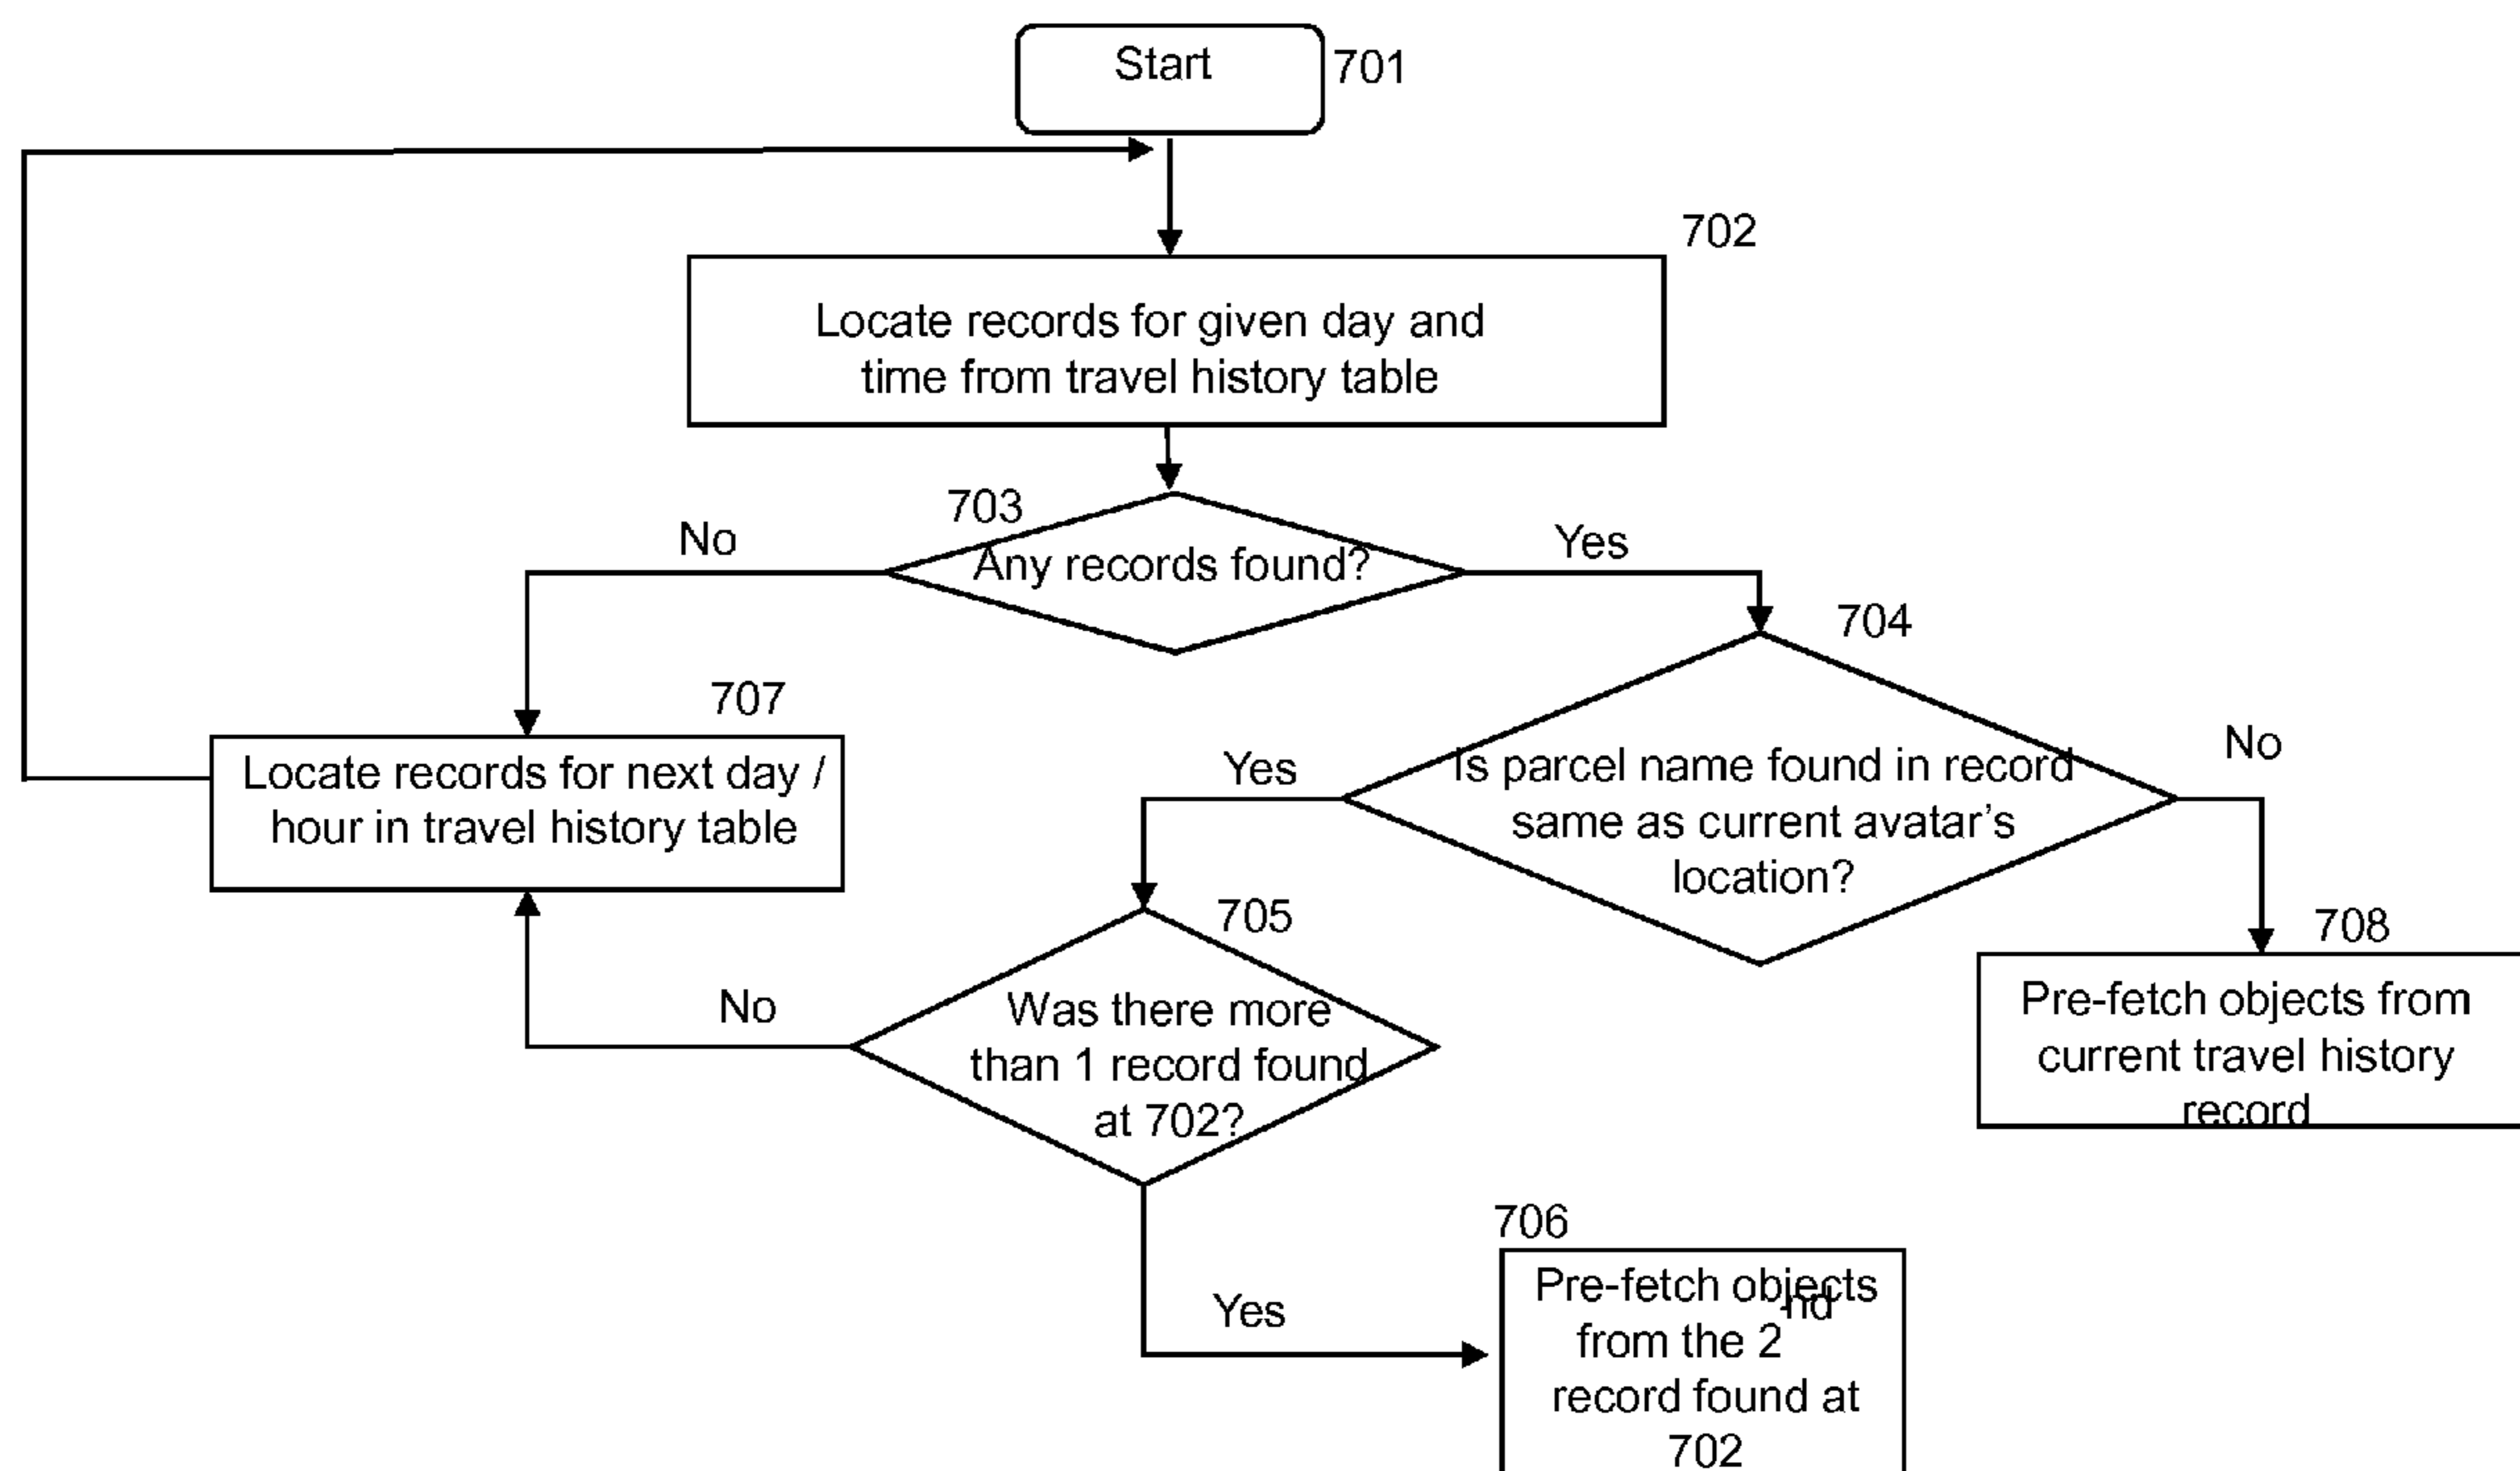 Start
701
702
Locate records for given day and
time from travel history table
703
No
Any records found?
Yes
704
707
Locate records for next day /
hour in travel history table
Yes
Is parcel name found in record
same as current avatar's
location?
No
705
Was there more
than 1 record found
at 702?
No
708
Pre-fetch objects from
current travel history
record
Yes
706
Pre-fetch objects
from the 2nd
record found at
702